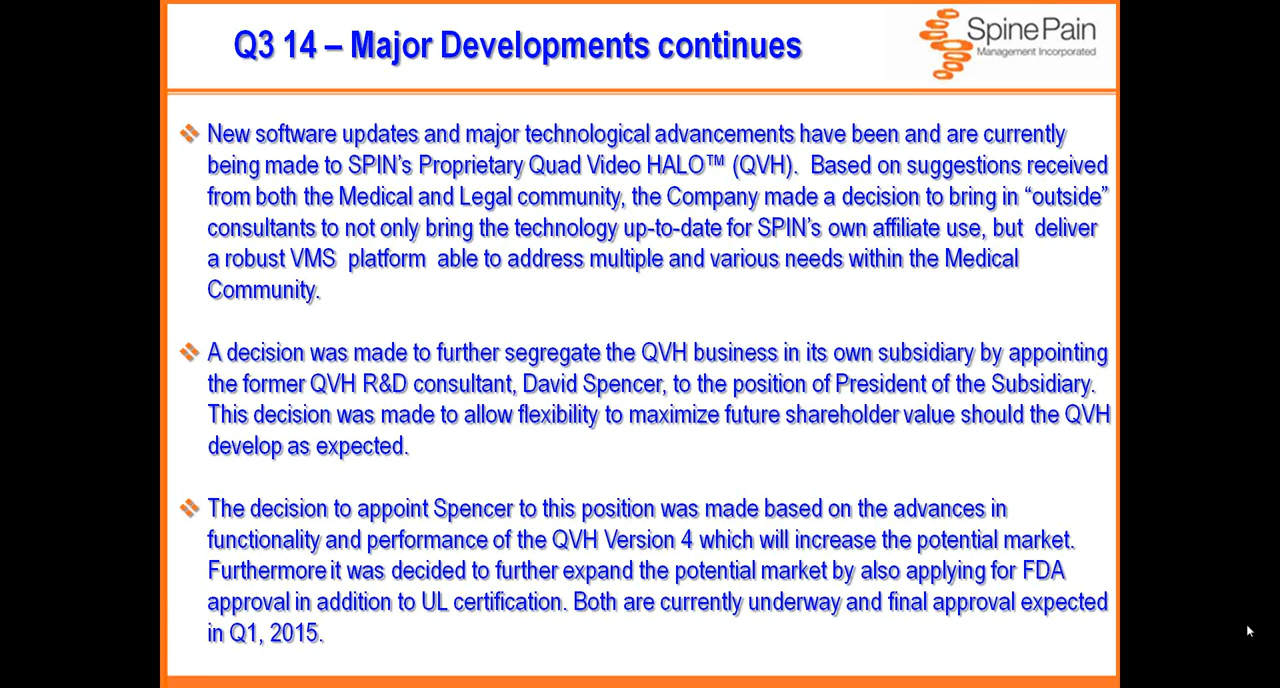 Q3 14 – Major Developments continues
SpinePain
Management Incorporated
New software updates and major technological advancements have been and are currently
being made to SPIN’s Proprietary Quad Video HALO™ (QVH). Based on suggestions received
from both the Medical and Legal community, the Company made a decision to bring in “outside”
consultants to not only bring the technology up-to-date for SPIN’s own affiliate use, but deliver
a robust VMS platform able to address multiple and various needs within the Medical
Community.
A decision was made to further segregate the QVH business in its own subsidiary by appointing
the former QVH R&D consultant, David Spencer, to the position of President of the Subsidiary.
This decision was made to allow flexibility to maximize future shareholder value should the QVH
develop as expected.
The decision to appoint Spencer to this position was made based on the advances in
functionality and performance of the QVH Version 4 which will increase the potential market.
Furthermore it was decided to further expand the potential market by also applying for FDA
approval in addition to UL certification. Both are currently underway and final approval expected
in Q1, 2015.